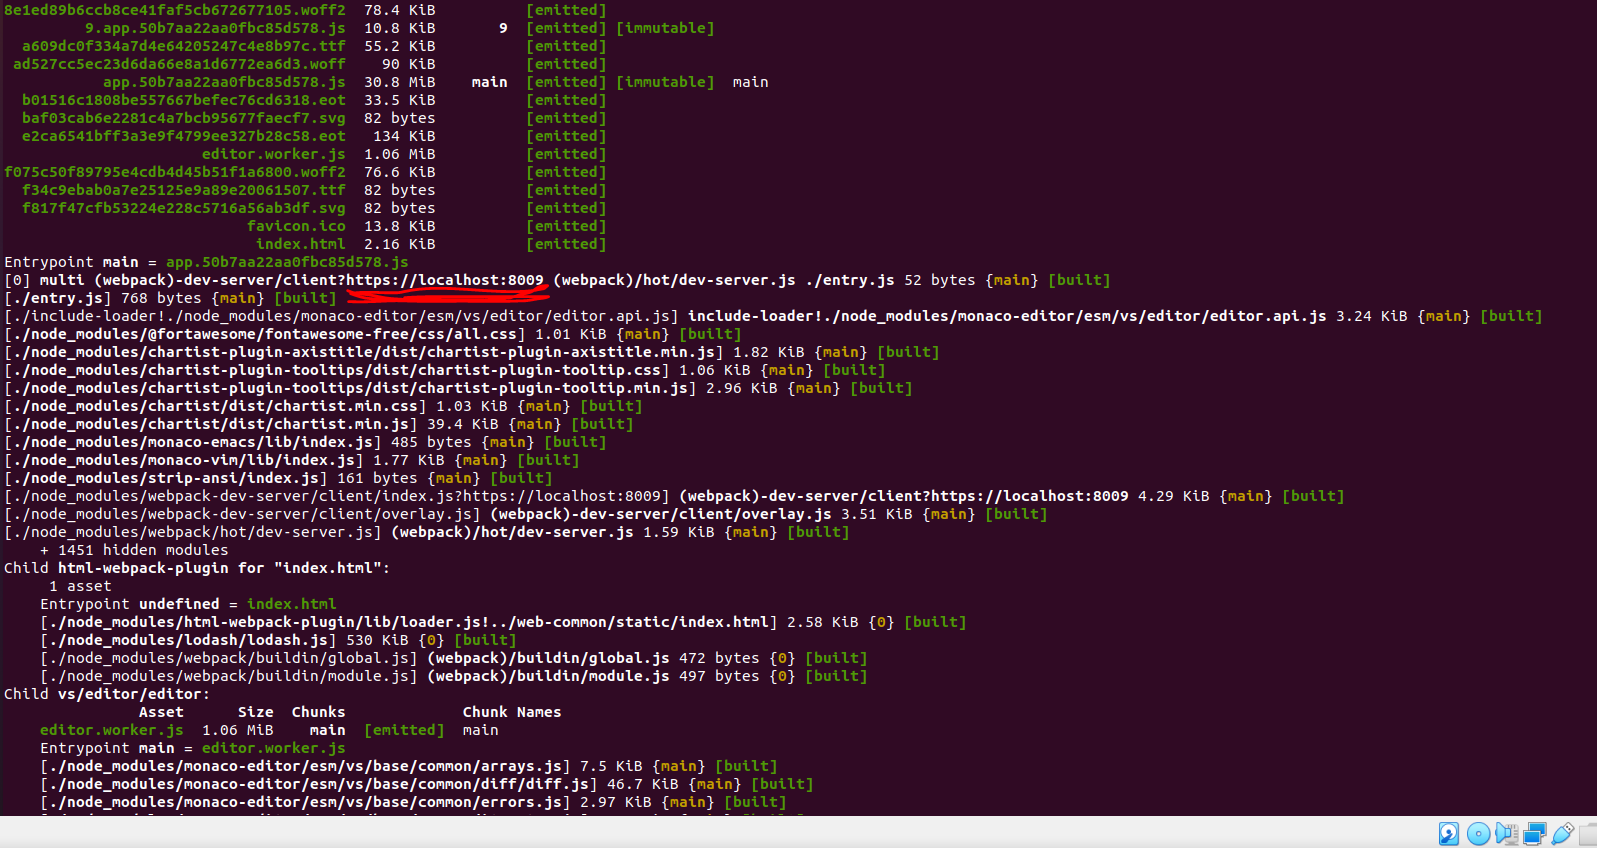 8e1ed89b6ccb8ce41faf5cb672677105.woff2 78.4 KiB [emitted]
9.app.50b7aa22aa0fbc85d578.js 10.8 KiB 9 [emitted] [immutable]
a609dc0f334a7d4e64205247c4e8b97c.ttf 55.2 KiB [emitted]
ad527cc5ec23d6da66e8a1d6772ea6d3.woff 90 KiB [emitted]
app.50b7aa22aa0fbc85d578.js 30.8 MiB main [emitted] [immutable] main
b01516c1808be557667befec76cd6318.eot 33.5 KiB [emitted]
baf03cab6e2281c4a7bcb95677faecf7.svg 82 bytes [emitted]
e2ca6541bff3a3e9f4799ee327b28c58.eot 134 KiB [emitted]
editor.worker.js 1.06 MiB [emitted]
f075c50f89795e4cdb4d45b51f1a6800.woff2 76.6 KiB [emitted]
f34c9ebab0a7e25125e9a89e20061507.ttf 82 bytes [emitted]
f817f47cfb53224e228c5716a56ab3df.svg 82 bytes [emitted]
favicon.ico 13.8 KiB [emitted]
index.html 2.16 KiB [emitted]
Entrypoint main = app.50b7aa22aa0fbc85d578.js
[0] multi (webpack)-dev-server/client?https://localhost:8009 (webpack)/hot/dev-server.js ./entry.js 52 bytes {main} [built]
[./entry.js] 768 bytes {main} [built]
[./include-loader!./node_modules/monaco-editor/esm/vs/editor/editor.api.js] include-loader!./node_modules/monaco-editor/esm/vs/editor/editor.api.js 3.24 KiB {main} [built]
[./node_modules/@fortawesome/fontawesome-free/css/all.css] 1.01 KiB {main} [built]
[./node_modules/chartist-plugin-axistitle/dist/chartist-plugin-axistitle.min.js] 1.82 KiB {main} [built]
[./node_modules/chartist-plugin-tooltips/dist/chartist-plugin-tooltip.css] 1.06 KiB {main} [built]
[./node_modules/chartist-plugin-tooltips/dist/chartist-plugin-tooltip.min.js] 2.96 KiB {main} [built]
[./node_modules/chartist/dist/chartist.min.css] 1.03 KiB {main} [built]
[./node_modules/chartist/dist/chartist.min.js] 39.4 KiB {main} [built]
[./node_modules/monaco-emacs/lib/index.js] 485 bytes {main} [built]
[./node_modules/monaco-vim/lib/index.js] 1.77 KiB {main} [built]
[./node_modules/strip-ansi/index.js] 161 bytes {main} [built]
[./node_modules/webpack-dev-server/client/index.js?https://localhost:8009] (webpack)-dev-server/client?https://localhost:8009 4.29 KiB {main} [built]
[./node_modules/webpack-dev-server/client/overlay.js] (webpack)-dev-server/client/overlay.js 3.51 KiB {main} [built]
[./node_modules/webpack/hot/dev-server.js] (webpack)/hot/dev-server.js 1.59 KiB {main} [built]
+ 1451 hidden modules
Child html-webpack-plugin for "index.html":
1 asset
Entrypoint undefined = index.html
[./node_modules/html-webpack-plugin/lib/loader.js!../web-common/static/index.html] 2.58 KiB {0} [built]
[./node_modules/lodash/lodash.js] 530 KiB {0} [built]
[./node_modules/webpack/buildin/global.js] (webpack)/buildin/global.js 472 bytes {0} [built]
[./node_modules/webpack/buildin/module.js] (webpack)/buildin/module.js 497 bytes {0} [built]
Child vs/editor/editor:
Asset Size Chunks Chunk Names
editor.worker.js 1.06 MiB main [emitted] main
Entrypoint main = editor.worker.js
[./node_modules/monaco-editor/esm/vs/base/common/arrays.js] 7.5 KiB {main} [built]
[./node_modules/monaco-editor/esm/vs/base/common/diff/diff.js] 46.7 KiB {main} [built]
[./node_modules/monaco-editor/esm/vs/base/common/errors.js] 2.97 KiB {main} [built]